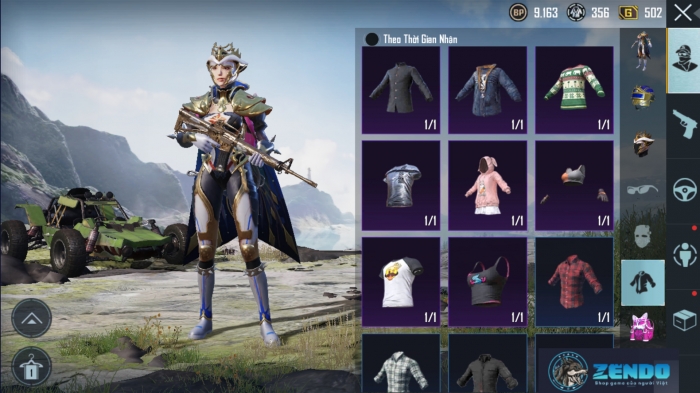 BP 9.163 356 G 502
Theo Thời Gian Nhận
1/1 1/1 1/1
1/1 1/1 1/1
1/1 1/1 1/1
ZENDO
Shop game của người Việt